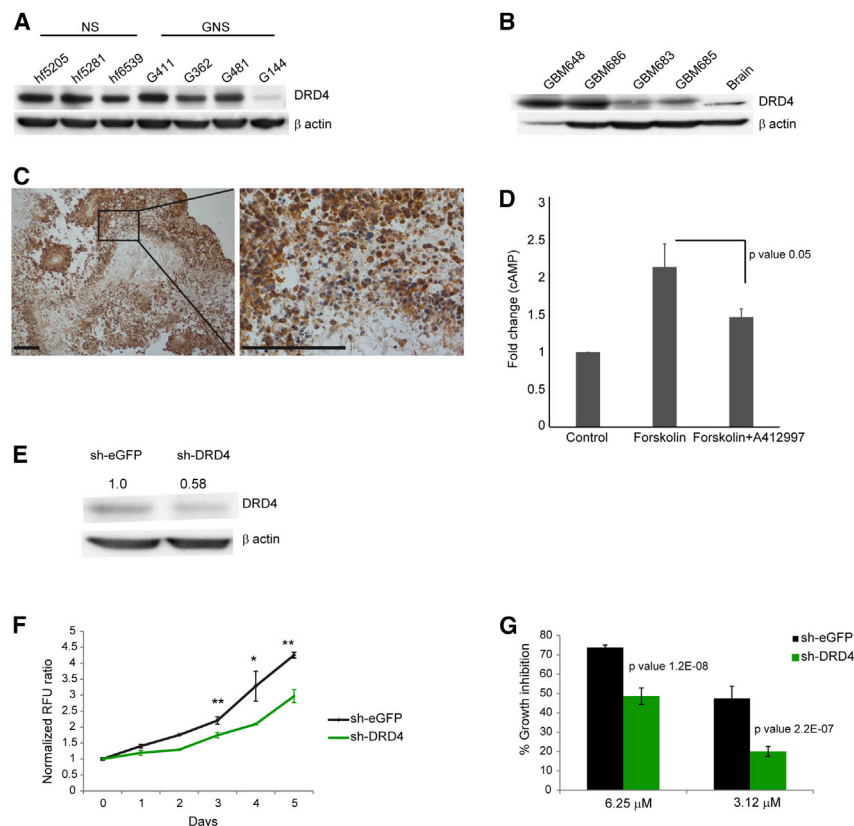 A
NS
GNS
hf5205
hf5281
hf6539
G411
G362
G481
G144
DRD4
β actin
B
GBM648
GBM686
GBM683
GBM685
Brain
DRD4
β actin
C
D
Fold change (cAMP)
3
2.5
2
1.5
1
0.5
0
p value 0.05
Control
Forskolin
Forskolin+A412997
E
sh-eGFP
sh-DRD4
1.0
0.58
DRD4
β actin
F
Normalized RFU ratio
5
4.5
4
3.5
3
2.5
2
1.5
1
0.5
0
**
*
**
0 1 2 3 4 5
Days
sh-eGFP
sh-DRD4
G
% Growth inhibition
80
70
60
50
40
30
20
10
0
p value 1.2E-08
p value 2.2E-07
6.25 μM
3.12 μM
sh-eGFP
sh-DRD4